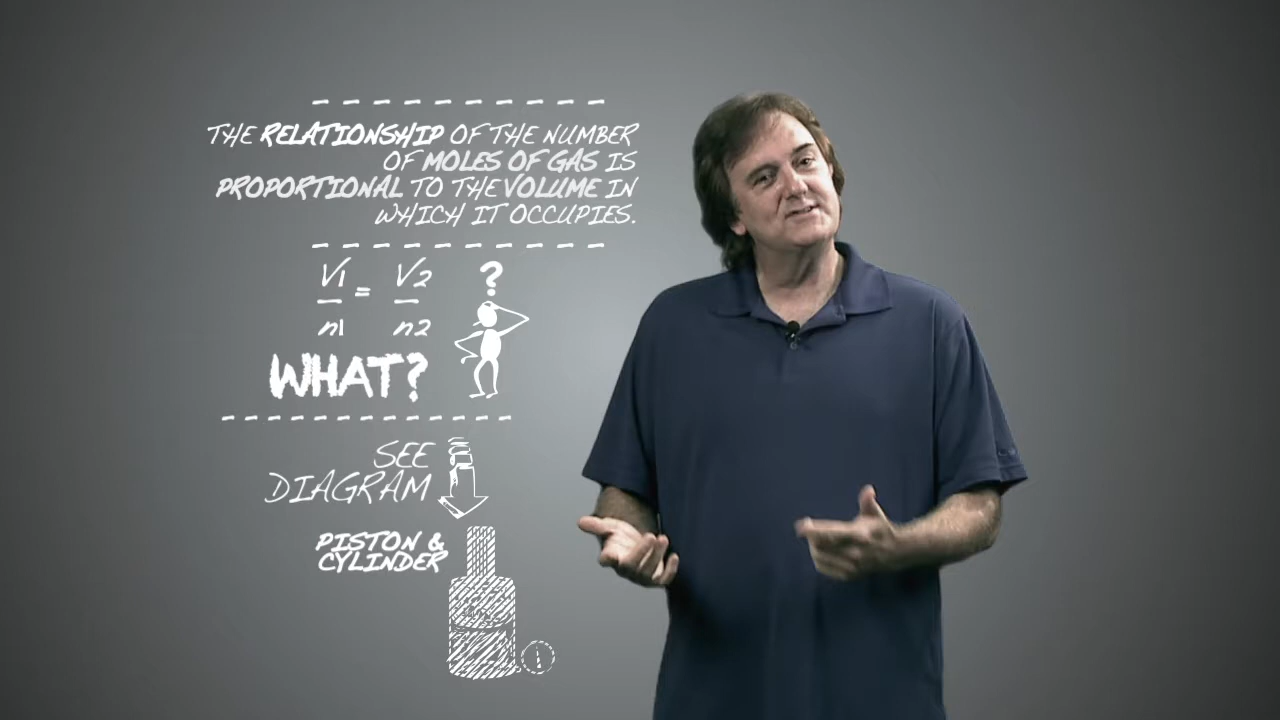 THE RELATIONSHIP OF THE NUMBER
OF MOLES OF GAS IS
PROPORTIONAL TO THE VOLUME IN
WHICH IT OCCUPIES.
V1 = V2
n1 n2
?
WHAT?
SEE
DIAGRAM
PISTON &
CYLINDER